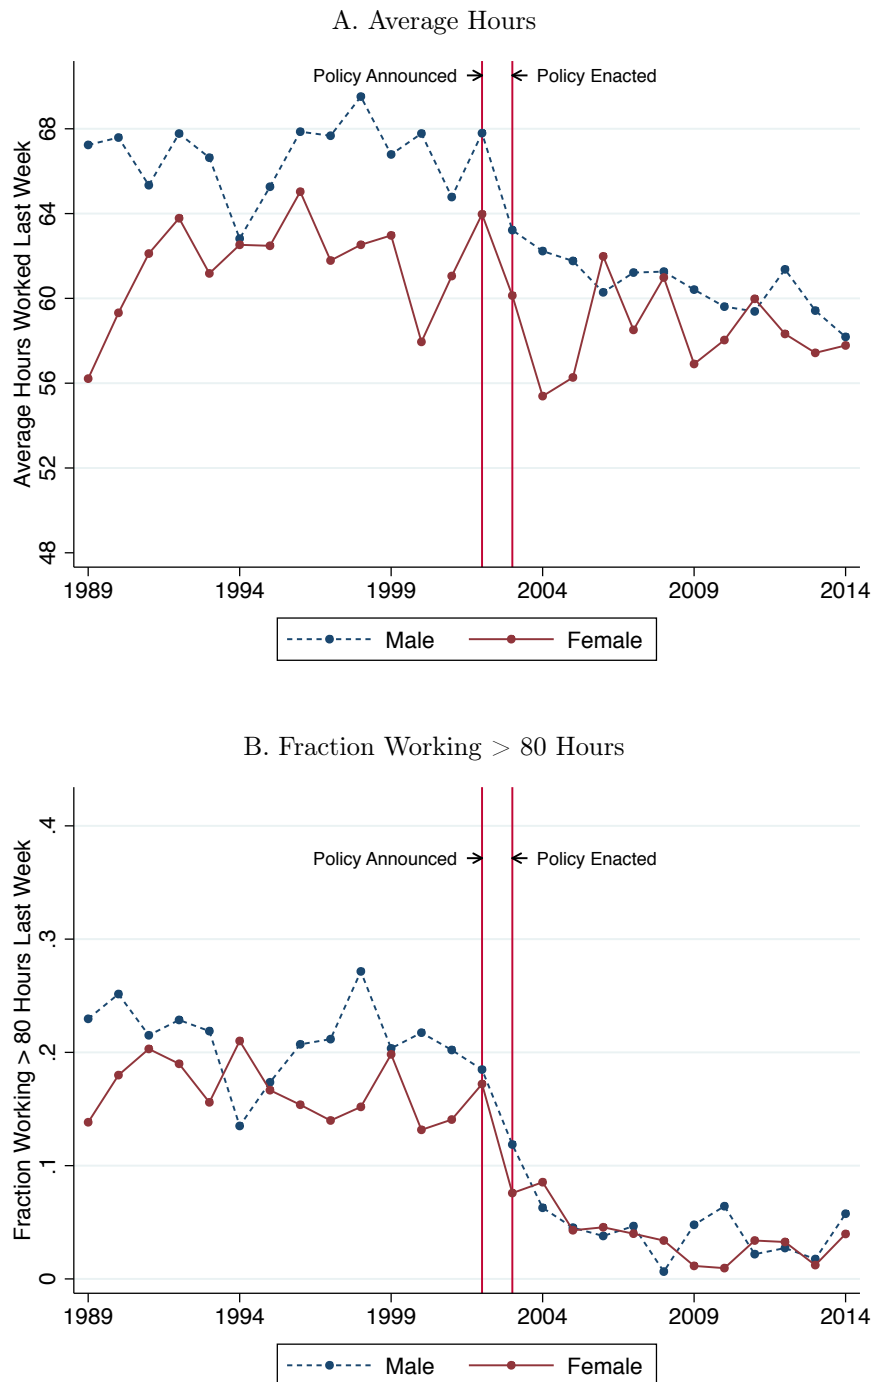 A. Average Hours
Policy Announced
Policy Enacted
Average Hours Worked Last Week
68
64
60
56
52
48
1989 1994 1999 2004 2009 2014
Male Female
B. Fraction Working > 80 Hours
Policy Announced
Policy Enacted
Fraction Working > 80 Hours Last Week
.4
.3
.2
.1
0
1989 1994 1999 2004 2009 2014
Male Female